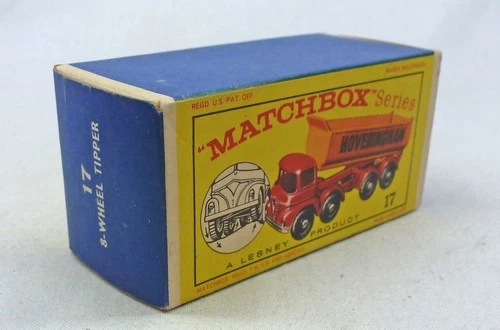 17
8-WHEEL TIPPER
REGD U.S. PAT. OFF.
"MATCHBOX" Series
HOVERINGHAM
17
A LESNEY PRODUCT